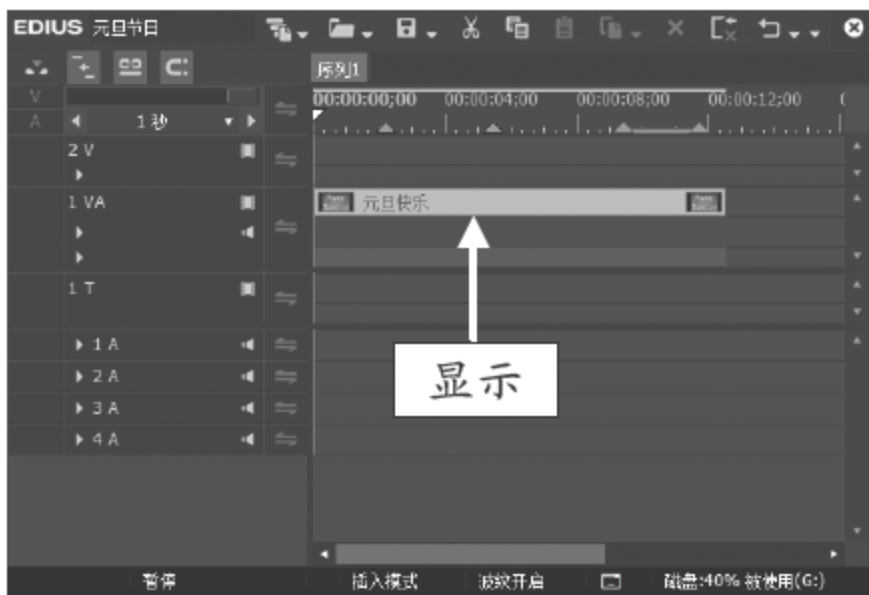 EDIUS 元旦节日
序列1
V
A
1 秒
00:00:00;00 00:00:04;00 00:00:08;00 00:00:12;00
2 V
1 VA
元旦快乐
1 T
显示
1 A
2 A
3 A
4 A
暂停 插入模式 波纹开启 磁盘:40% 被使用(G:)